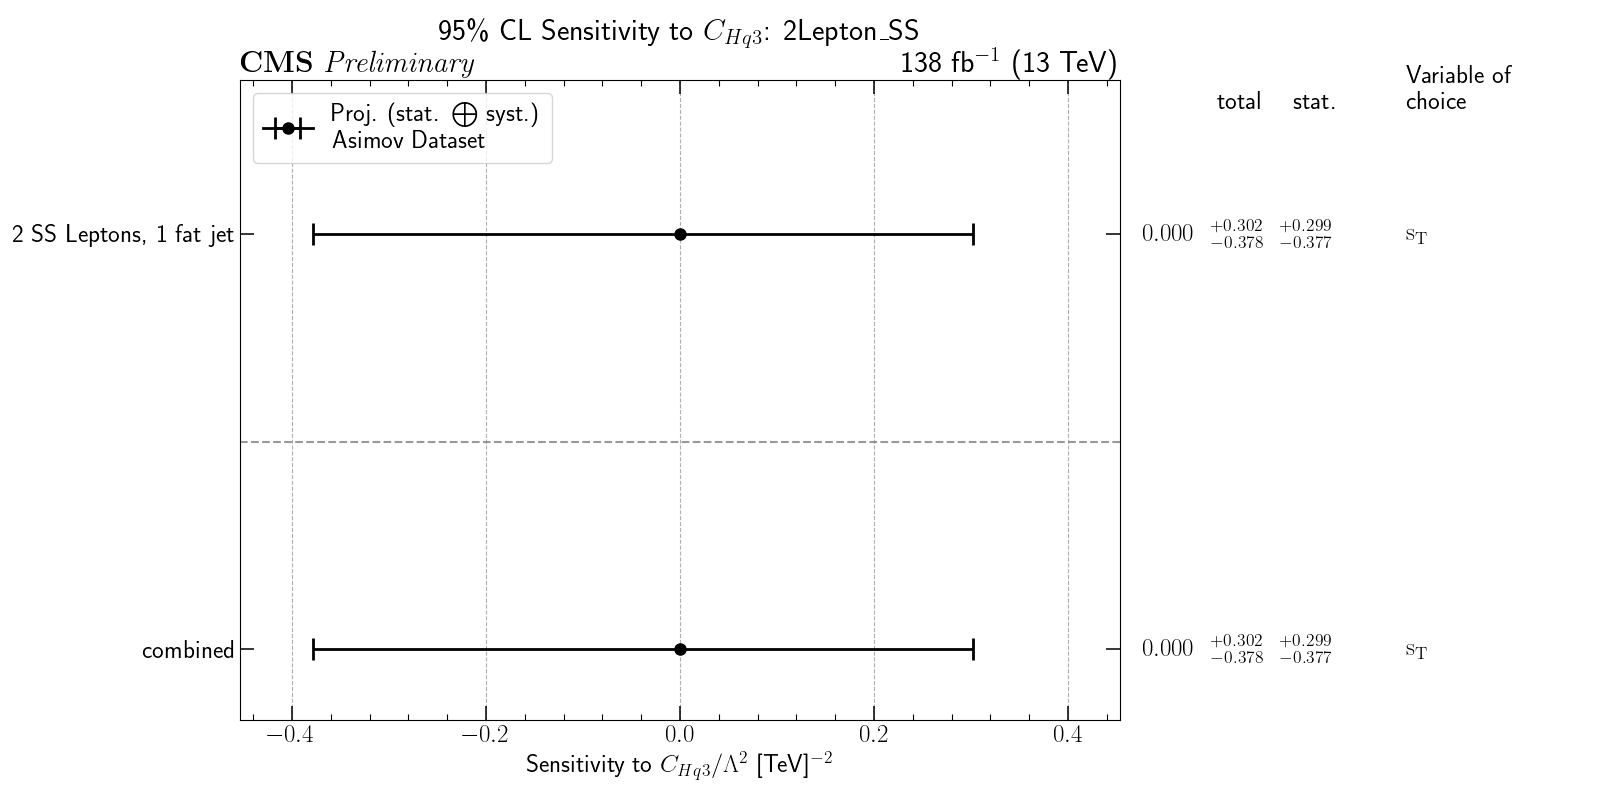 95% CL Sensitivity to C_{Hq3}: 2Lepton_SS
CMS Preliminary
138 fb^{-1} (13 TeV)
Proj. (stat. ⨁ syst.)
Asimov Dataset
total stat.
Variable of
choice
2 SS Leptons, 1 fat jet
0.000 +0.302 +0.299
−0.378 −0.377
s_T
combined
0.000 +0.302 +0.299
−0.378 −0.377
s_T
−0.4 −0.2 0.0 0.2 0.4
Sensitivity to C_{Hq3}/Λ^2 [TeV]^{−2}